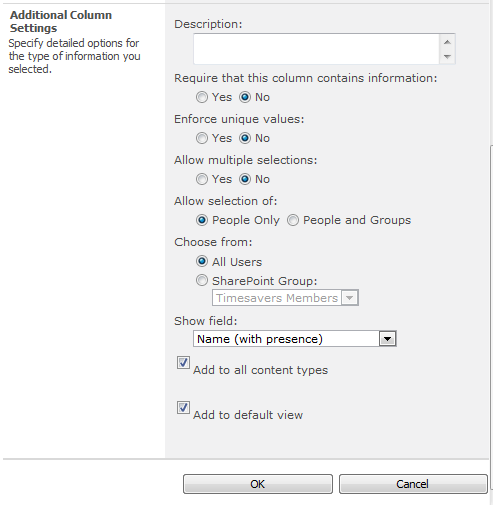 Additional Column
Settings
Specify detailed options for
the type of information you
selected.
Description:
Require that this column contains information:
Yes No
Enforce unique values:
Yes No
Allow multiple selections:
Yes No
Allow selection of:
People Only People and Groups
Choose from:
All Users
SharePoint Group:
Timesavers Members
Show field:
Name (with presence)
Add to all content types
Add to default view
OK Cancel